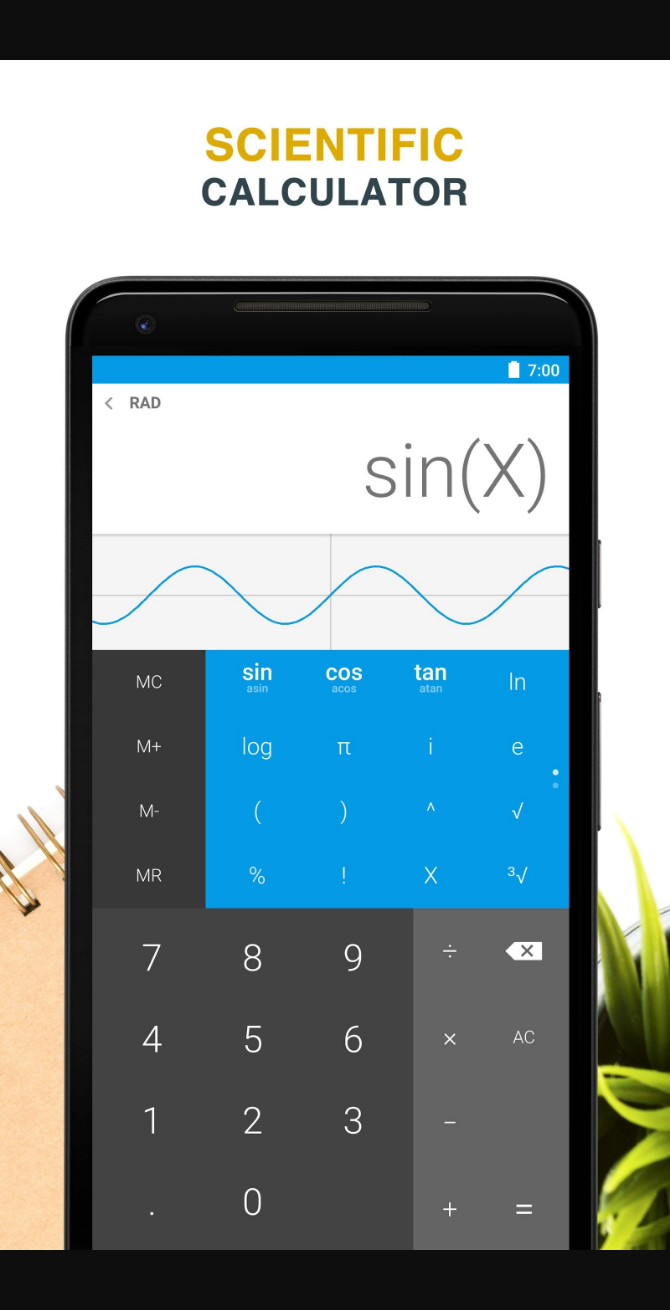 SCIENTIFIC
CALCULATOR
7:00
< RAD
sin(X)
MC sin cos tan ln
asin acos atan
M+ log π i e
M- ( ) ^ √
MR % ! X ³√
7 8 9 ÷
4 5 6 × AC
1 2 3 −
. 0 + =